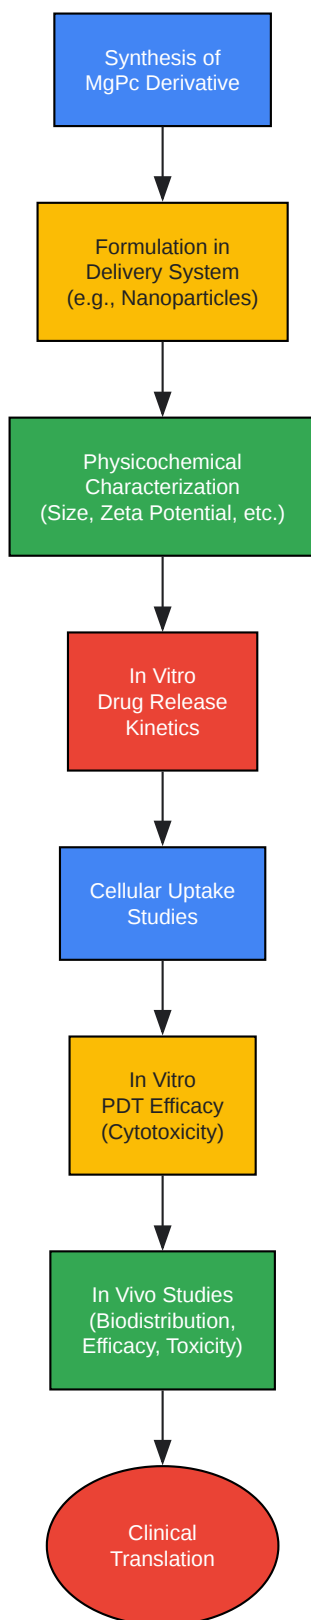 Synthesis of
MgPc Derivative
Formulation in
Delivery System
(e.g., Nanoparticles)
Physicochemical
Characterization
(Size, Zeta Potential, etc.)
In Vitro
Drug Release
Kinetics
Cellular Uptake
Studies
In Vitro
PDT Efficacy
(Cytotoxicity)
In Vivo Studies
(Biodistribution,
Efficacy, Toxicity)
Clinical
Translation